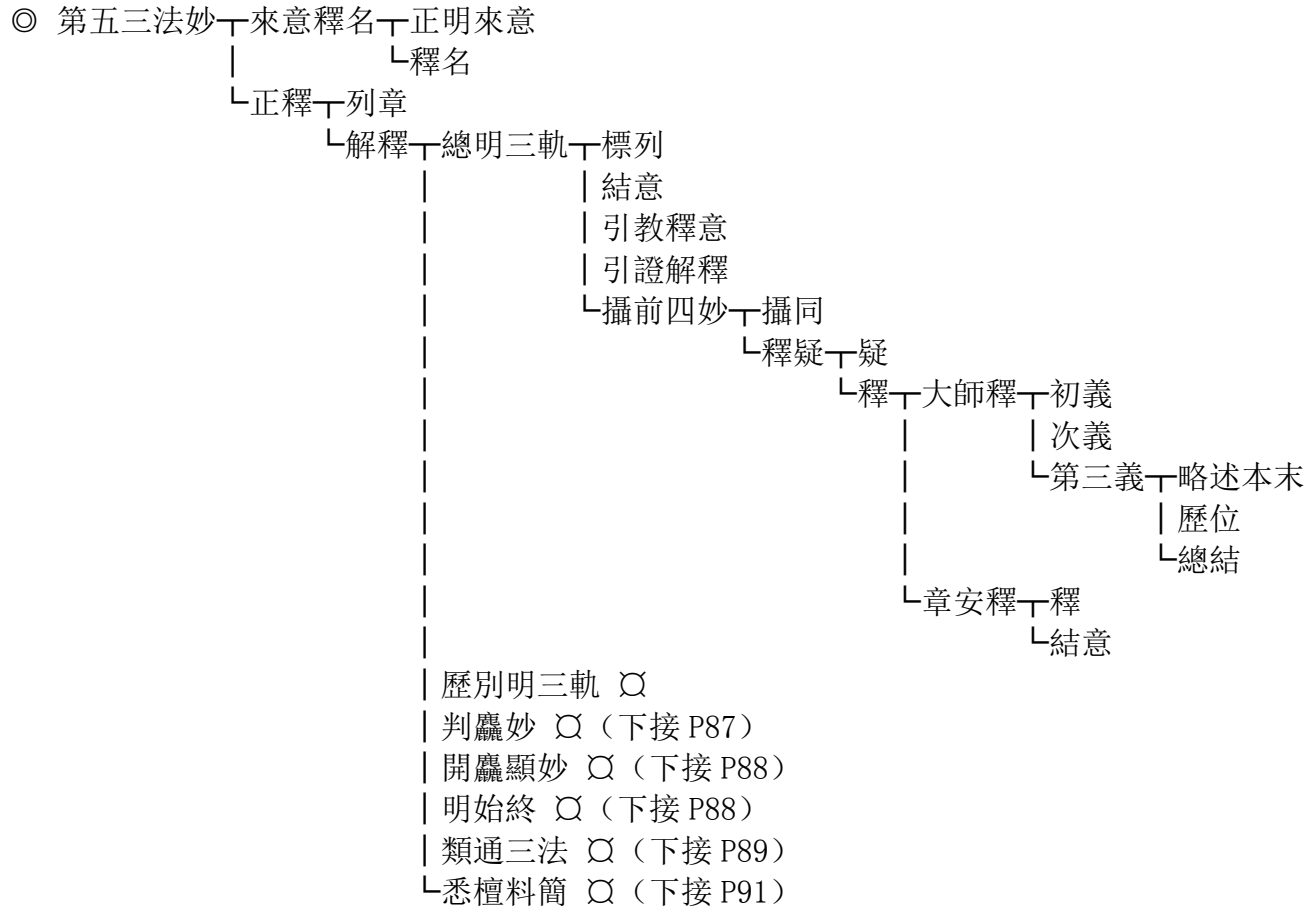 ◎ 第五三法妙┬來意釋名┬正明來意
│ └釋名
└正釋┬列章
└解釋┬總明三軌┬標列
│ │結意
│ │引教釋意
│ │引證解釋
│ └攝前四妙┬攝同
│ └釋疑┬疑
│ └釋┬大師釋┬初義
│ │ │次義
│ │ └第三義┬略述本末
│ │ │歷位
│ │ └總結
│ └章安釋┬釋
│ └結意
│歷別明三軌 ¤
│判麤妙 ¤(下接 P87)
│開麤顯妙 ¤(下接 P88)
│明始終 ¤(下接 P88)
│類通三法 ¤(下接 P89)
└悉檀料簡 ¤(下接 P91)